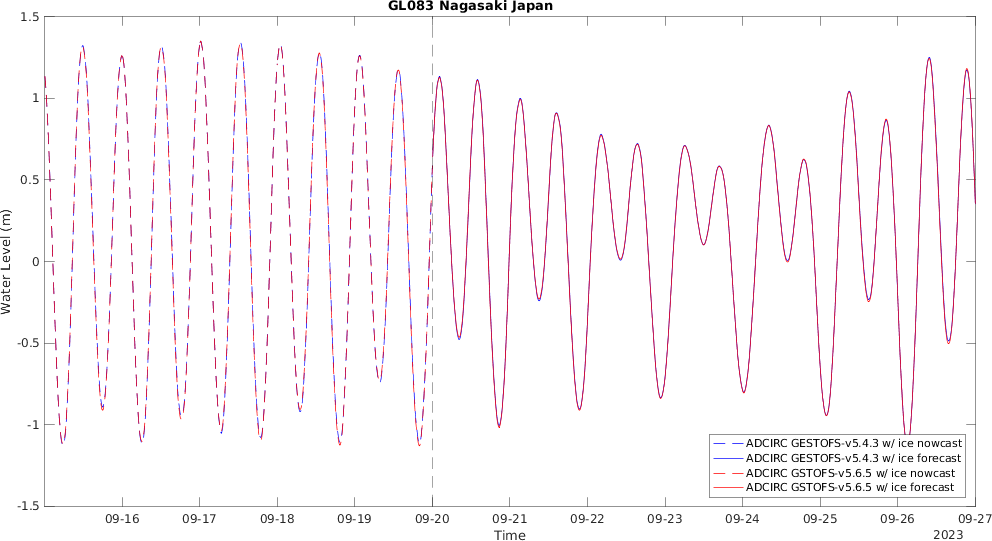 GL083 Nagasaki Japan
1.5
1
0.5
0
-0.5
-1
-1.5
Water Level (m)
09-16
09-17
09-18
09-19
09-20
09-21
09-22
09-23
09-24
09-25
09-26
09-27
Time
2023
ADCIRC GESTOFS-v5.4.3 w/ ice nowcast
ADCIRC GESTOFS-v5.4.3 w/ ice forecast
ADCIRC GSTOFS-v5.6.5 w/ ice nowcast
ADCIRC GSTOFS-v5.6.5 w/ ice forecast